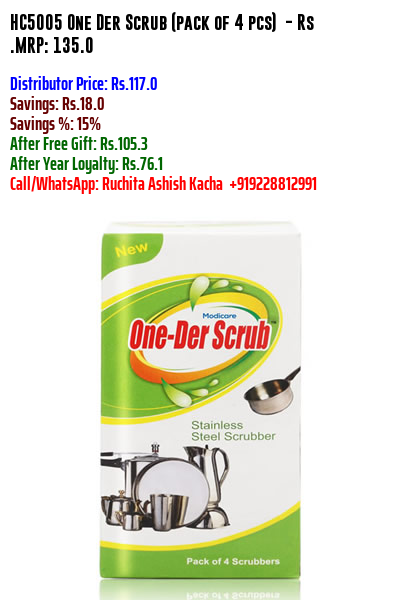 HC5005 One Der Scrub (pack of 4 pcs) - Rs
.MRP: 135.0
Distributor Price: Rs.117.0
Savings: Rs.18.0
Savings %: 15%
After Free Gift: Rs.105.3
After Year Loyalty: Rs.76.1
Call/WhatsApp: Ruchita Ashish Kacha +919228812991
New
Modicare
One-Der Scrub™
Stainless
Steel Scrubber
Pack of 4 Scrubbers